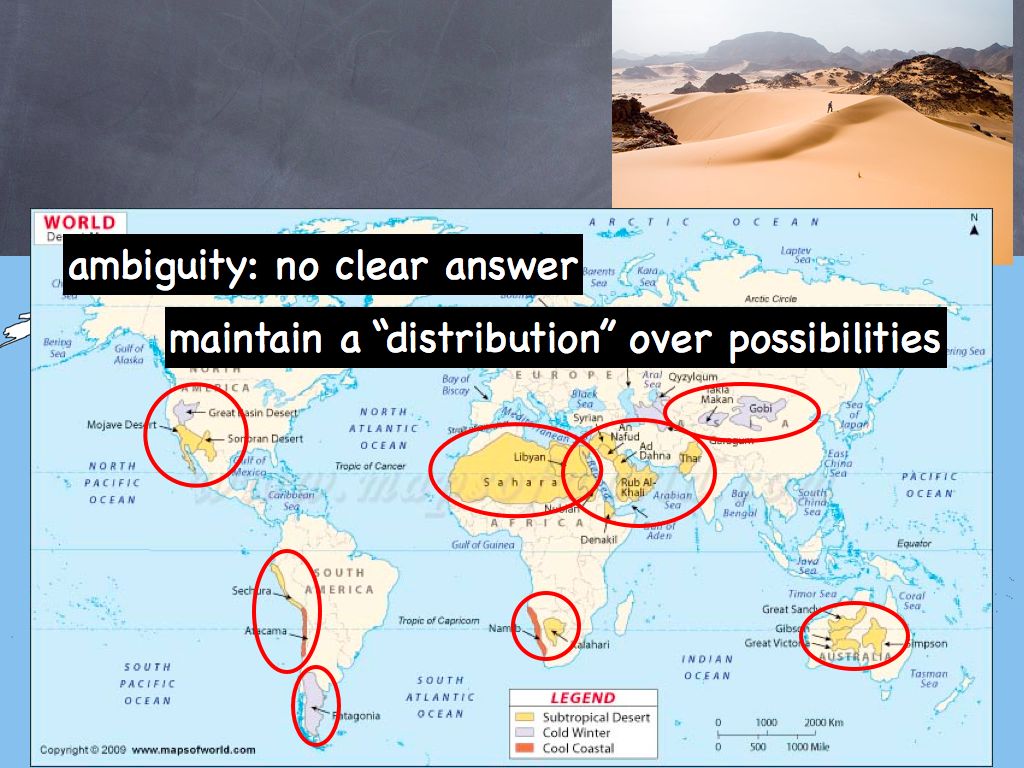 WORLD
ambiguity: no clear answer
maintain a “distribution” over possibilities
ARCTIC OCEAN
N
Laptev
Sea
Barents
Sea
Kara
Sea
Arctic Circle
Bering
Sea
Gulf of
Alaska
NORTH
AMERICA
Great Basin Desert
Mojave Desert
Sonoran Desert
Gulf of
Mexico
NORTH
PACIFIC
OCEAN
Caribbean
Sea
NORTH
ATLANTIC
OCEAN
Tropic of Cancer
Bay of
Biscay
EUROPE
Black
Sea
Aral
Sea
Qyzylqum
Takla
Makan
Gobi
ASIA
Garagum
Sea
of
Japan
East
China
Sea
South
China
Sea
PACIFIC
OCEAN
Mediterranean
Syrian
An
Nafud
Ad
Dahna
Thar
Rub Al-
Khali
Arabian
Sea
Bay
of
Bengal
Libyan
Sahara
Nubian
AFRICA
Denakil
Gulf of
Aden
Gulf of Guinea
Equator
SOUTH
AMERICA
Sechura
Atacama
Patagonia
Tropic of Capricorn
Namib
Kalahari
Java
Sea
Timor Sea
Coral
Sea
Great Sandy
Gibson
Great Victoria
Simpson
AUSTRALIA
Tasman
Sea
INDIAN
OCEAN
SOUTH
PACIFIC
OCEAN
SOUTH
ATLANTIC
OCEAN
LEGEND
Subtropical Desert
Cold Winter
Cool Coastal
0 1000 2000 Km
0 500 1000 Mile
Copyright © 2009 www.mapsofworld.com